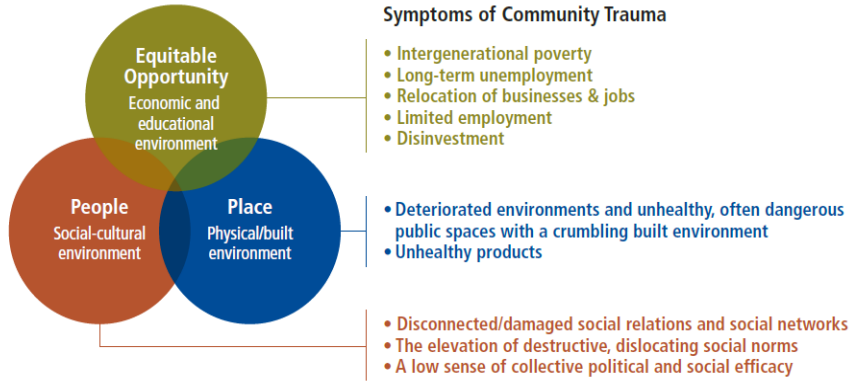 Symptoms of Community Trauma
Equitable
Opportunity
Economic and
educational
environment
• Intergenerational poverty
• Long-term unemployment
• Relocation of businesses & jobs
• Limited employment
• Disinvestment
People
Social-cultural
environment
Place
Physical/built
environment
• Deteriorated environments and unhealthy, often dangerous
public spaces with a crumbling built environment
• Unhealthy products
• Disconnected/damaged social relations and social networks
• The elevation of destructive, dislocating social norms
• A low sense of collective political and social efficacy